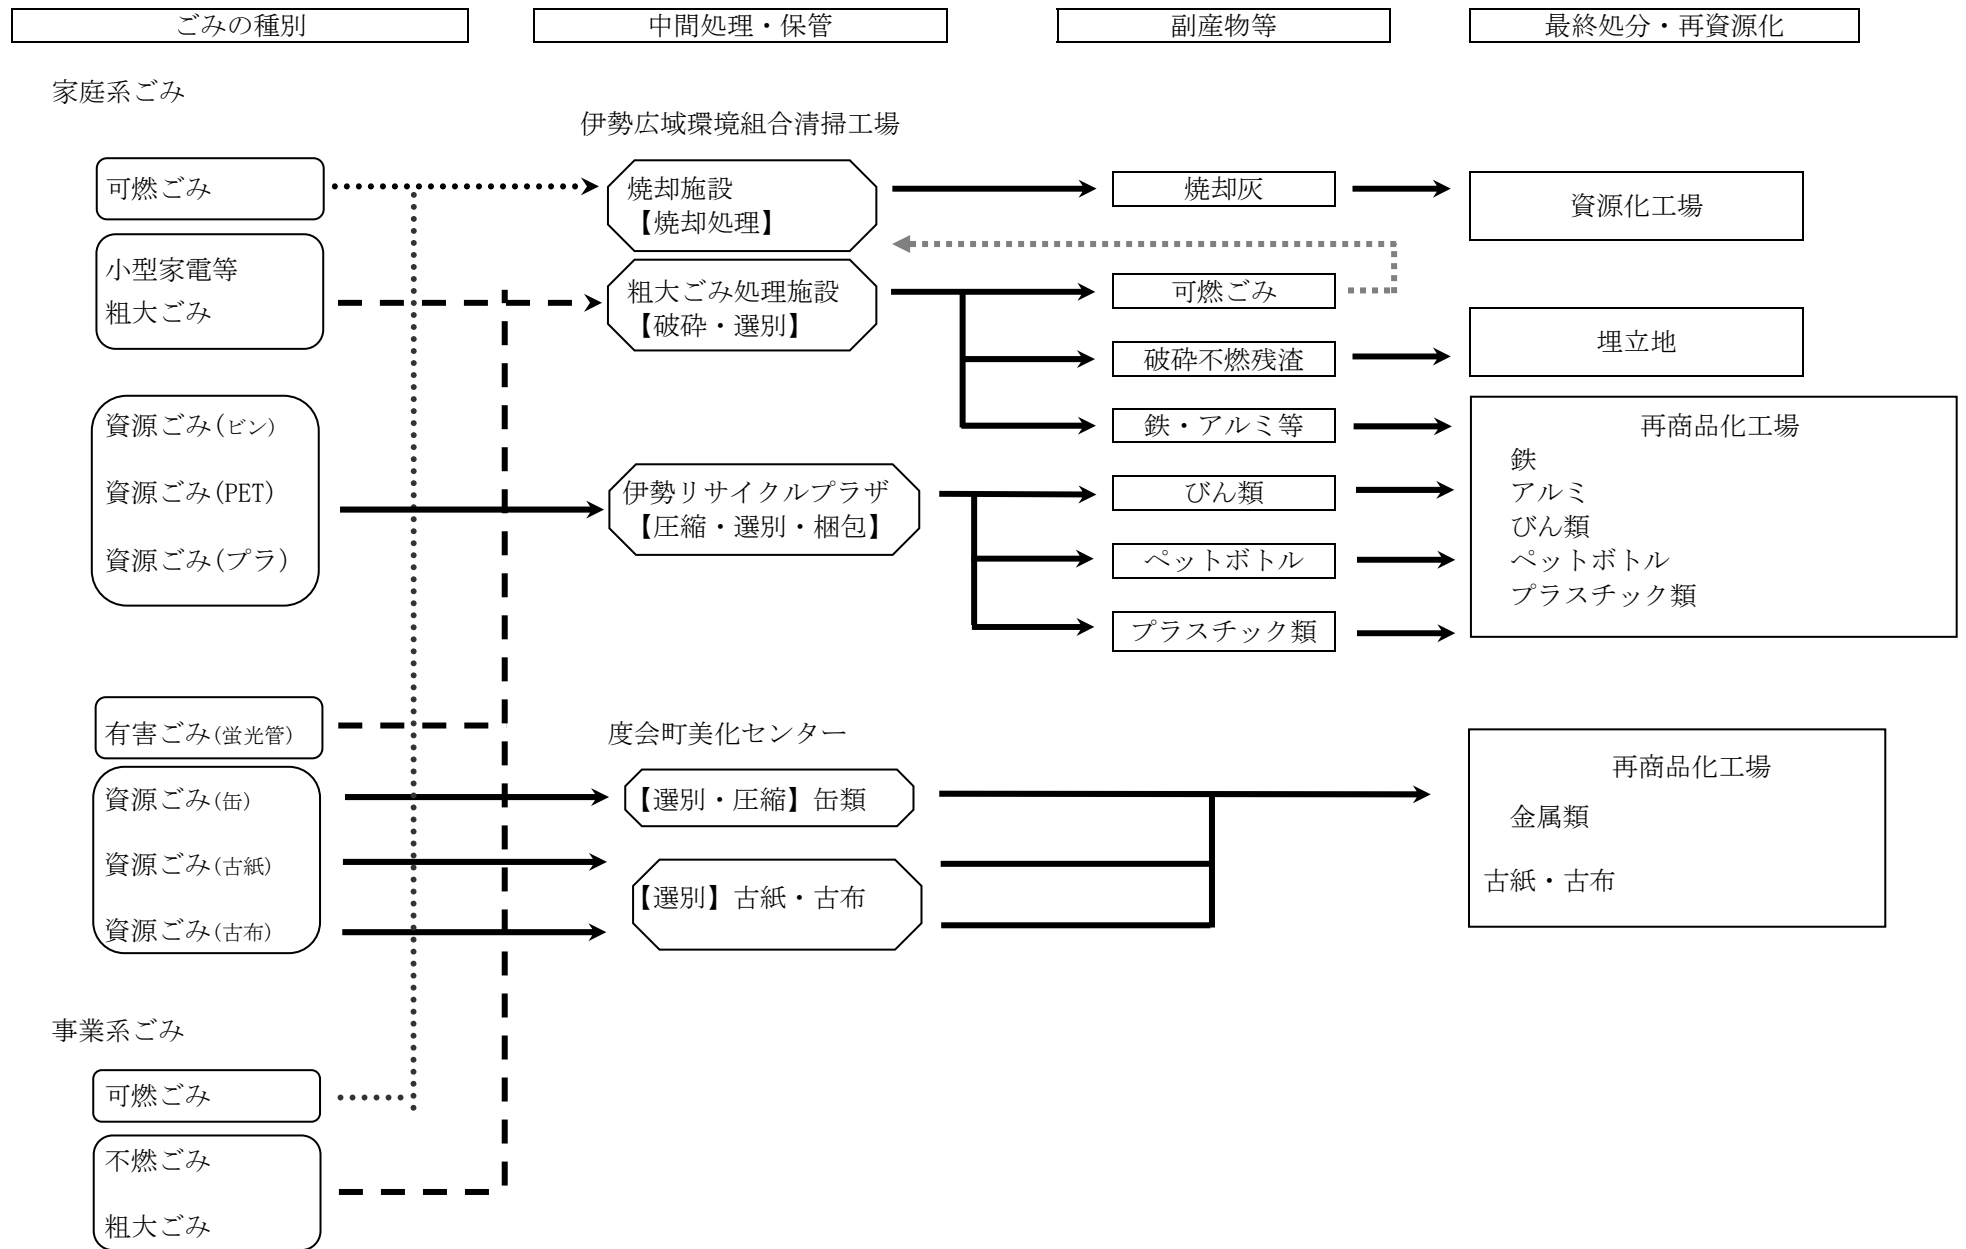 ごみの種別
中間処理・保管
副産物等
最終処分・再資源化
家庭系ごみ
伊勢広域環境組合清掃工場
可燃ごみ
焼却施設
【焼却処理】
焼却灰
資源化工場
小型家電等
粗大ごみ
粗大ごみ処理施設
【破砕・選別】
可燃ごみ
破砕不燃残渣
鉄・アルミ等
埋立地
資源ごみ(ビン)
資源ごみ(PET)
資源ごみ(プラ)
伊勢リサイクルプラザ
【圧縮・選別・梱包】
びん類
ペットボトル
プラスチック類
再商品化工場
鉄
アルミ
びん類
ペットボトル
プラスチック類
有害ごみ(蛍光管)
度会町美化センター
資源ごみ(缶)
資源ごみ(古紙)
資源ごみ(古布)
【選別・圧縮】缶類
【選別】古紙・古布
再商品化工場
金属類
古紙・古布
事業系ごみ
可燃ごみ
不燃ごみ
粗大ごみ